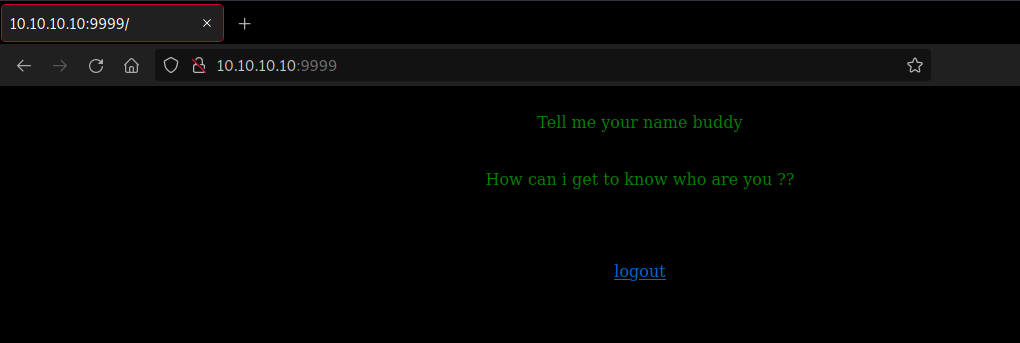 10.10.10.10:9999/
10.10.10.10:9999
Tell me your name buddy
How can i get to know who are you ??
logout